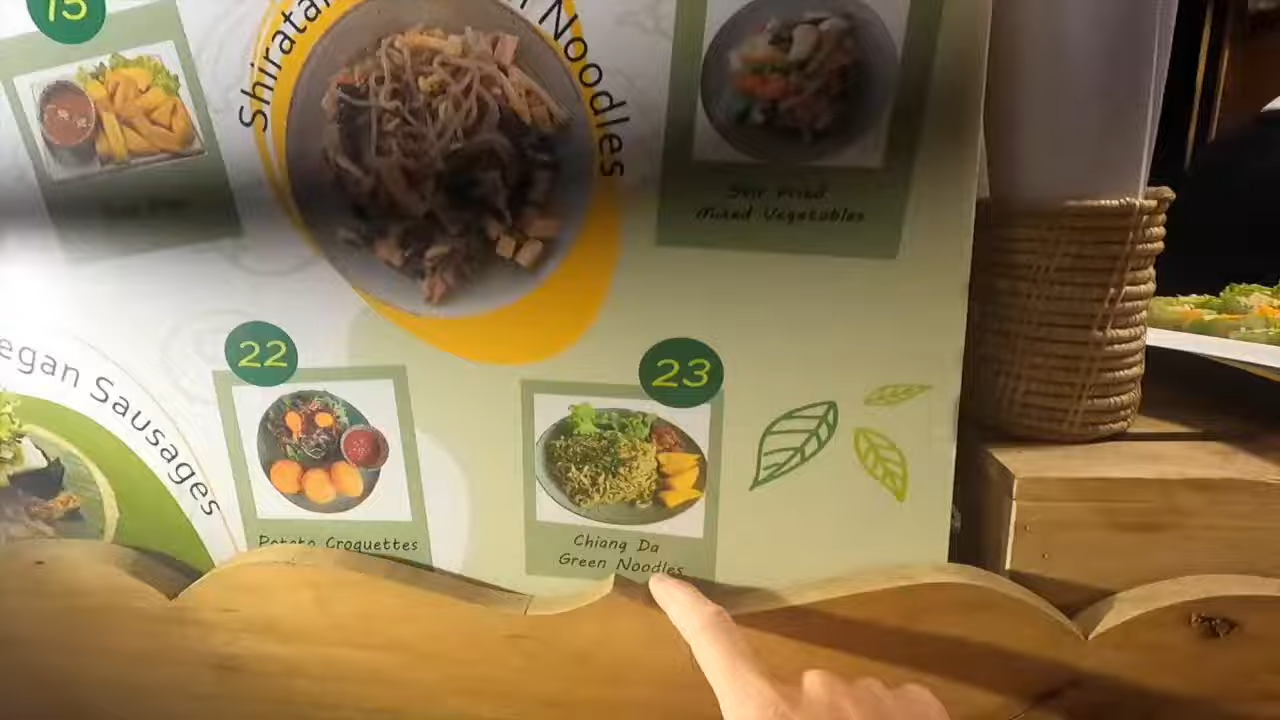 15
Shirataki Noodles
Stir Fried
Mixed Vegetables
egan Sausages
22
Potato Croquettes
23
Chiang Da
Green Noodles